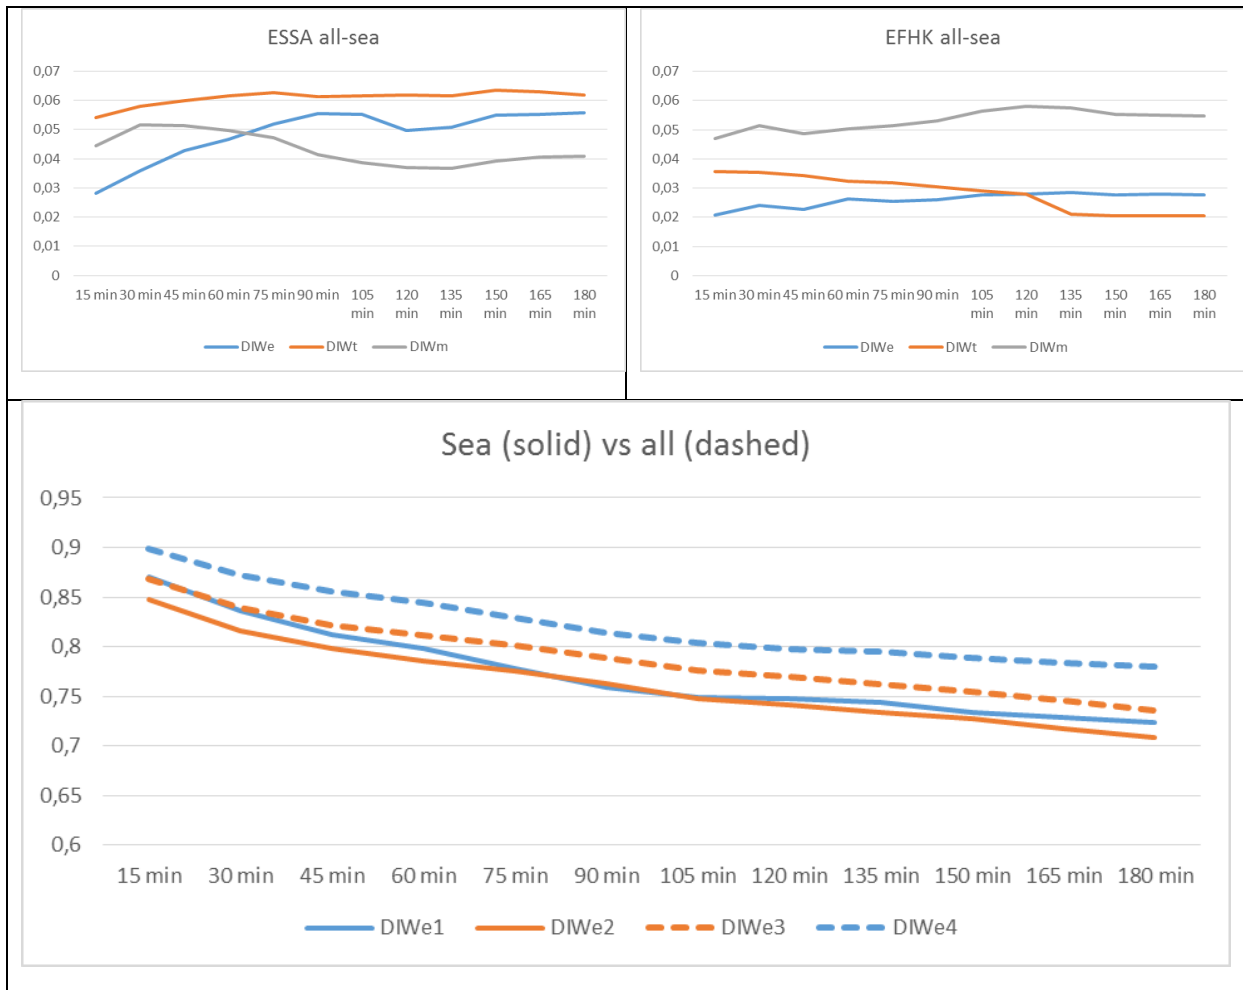 ESSA all-sea
0,07
0,06
0,05
0,04
0,03
0,02
0,01
0
15 min 30 min 45 min 60 min 75 min 90 min 105 min 120 min 135 min 150 min 165 min 180 min
DIWe DIWt DIWm
EFHK all-sea
0,07
0,06
0,05
0,04
0,03
0,02
0,01
0
15 min 30 min 45 min 60 min 75 min 90 min 105 min 120 min 135 min 150 min 165 min 180 min
DIWe DIWt DIWm
Sea (solid) vs all (dashed)
0,95
0,9
0,85
0,8
0,75
0,7
0,65
0,6
15 min 30 min 45 min 60 min 75 min 90 min 105 min 120 min 135 min 150 min 165 min 180 min
DIWe1 DIWe2 DIWe3 DIWe4